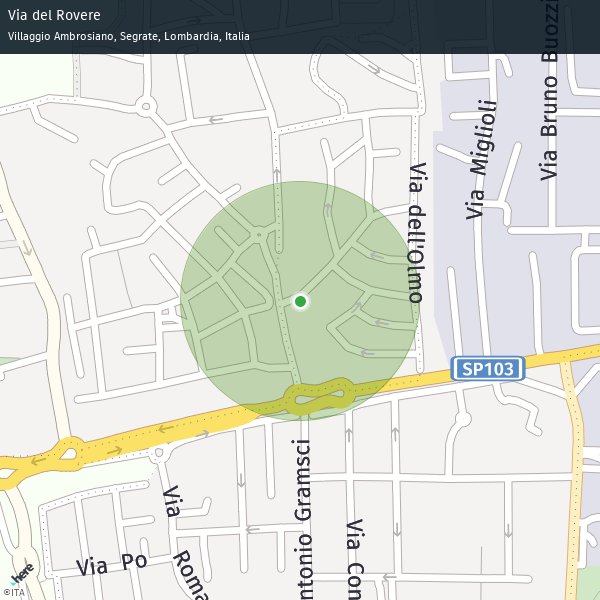 Via del Rovere
Villaggio Ambrosiano, Segrate, Lombardia, Italia
Via Bruno Buozzi
Via Miglioli
Via dell'Olmo
SP103
Antonio Gramsci
Via
Roma
Via Con
Via Po
here
©ITA